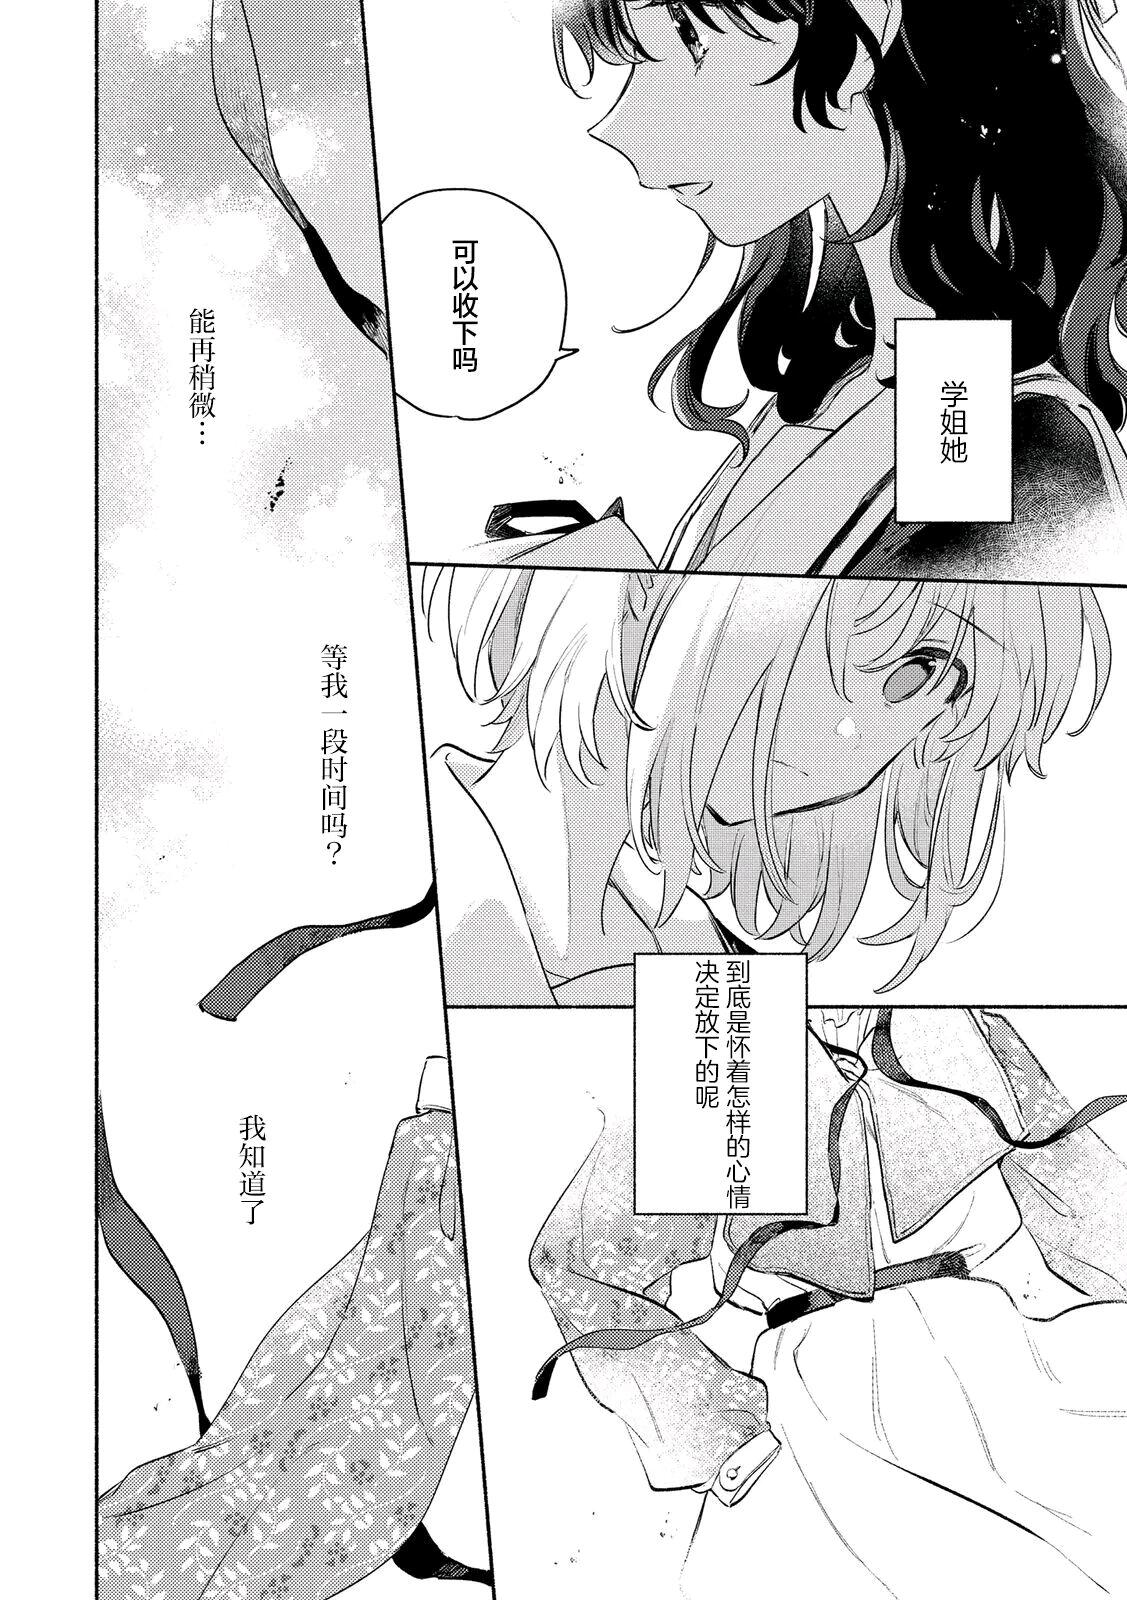 可以收下吗
学姐她
到底是怀着怎样的心情
决定放下的呢
能再稍微…
等我一段时间吗？
我知道了